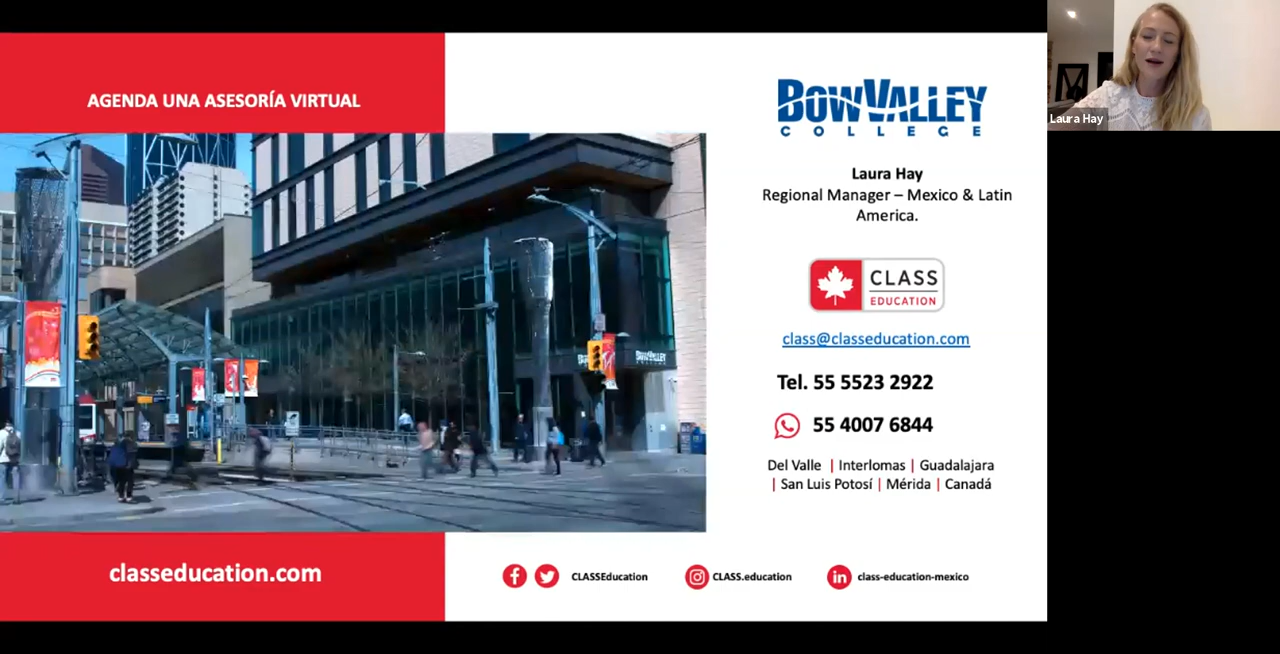 AGENDA UNA ASESORÍA VIRTUAL
BOWVALLEY
COLLEGE
Laura Hay
Regional Manager – Mexico & Latin
America.
CLASS
EDUCATION
class@classeducation.com
Tel. 55 5523 2922
55 4007 6844
Del Valle | Interlomas | Guadalajara
| San Luis Potosí | Mérida | Canadá
classeducation.com
CLASSEducation
CLASS.education
class-education-mexico
Laura Hay
BOWVALLEY